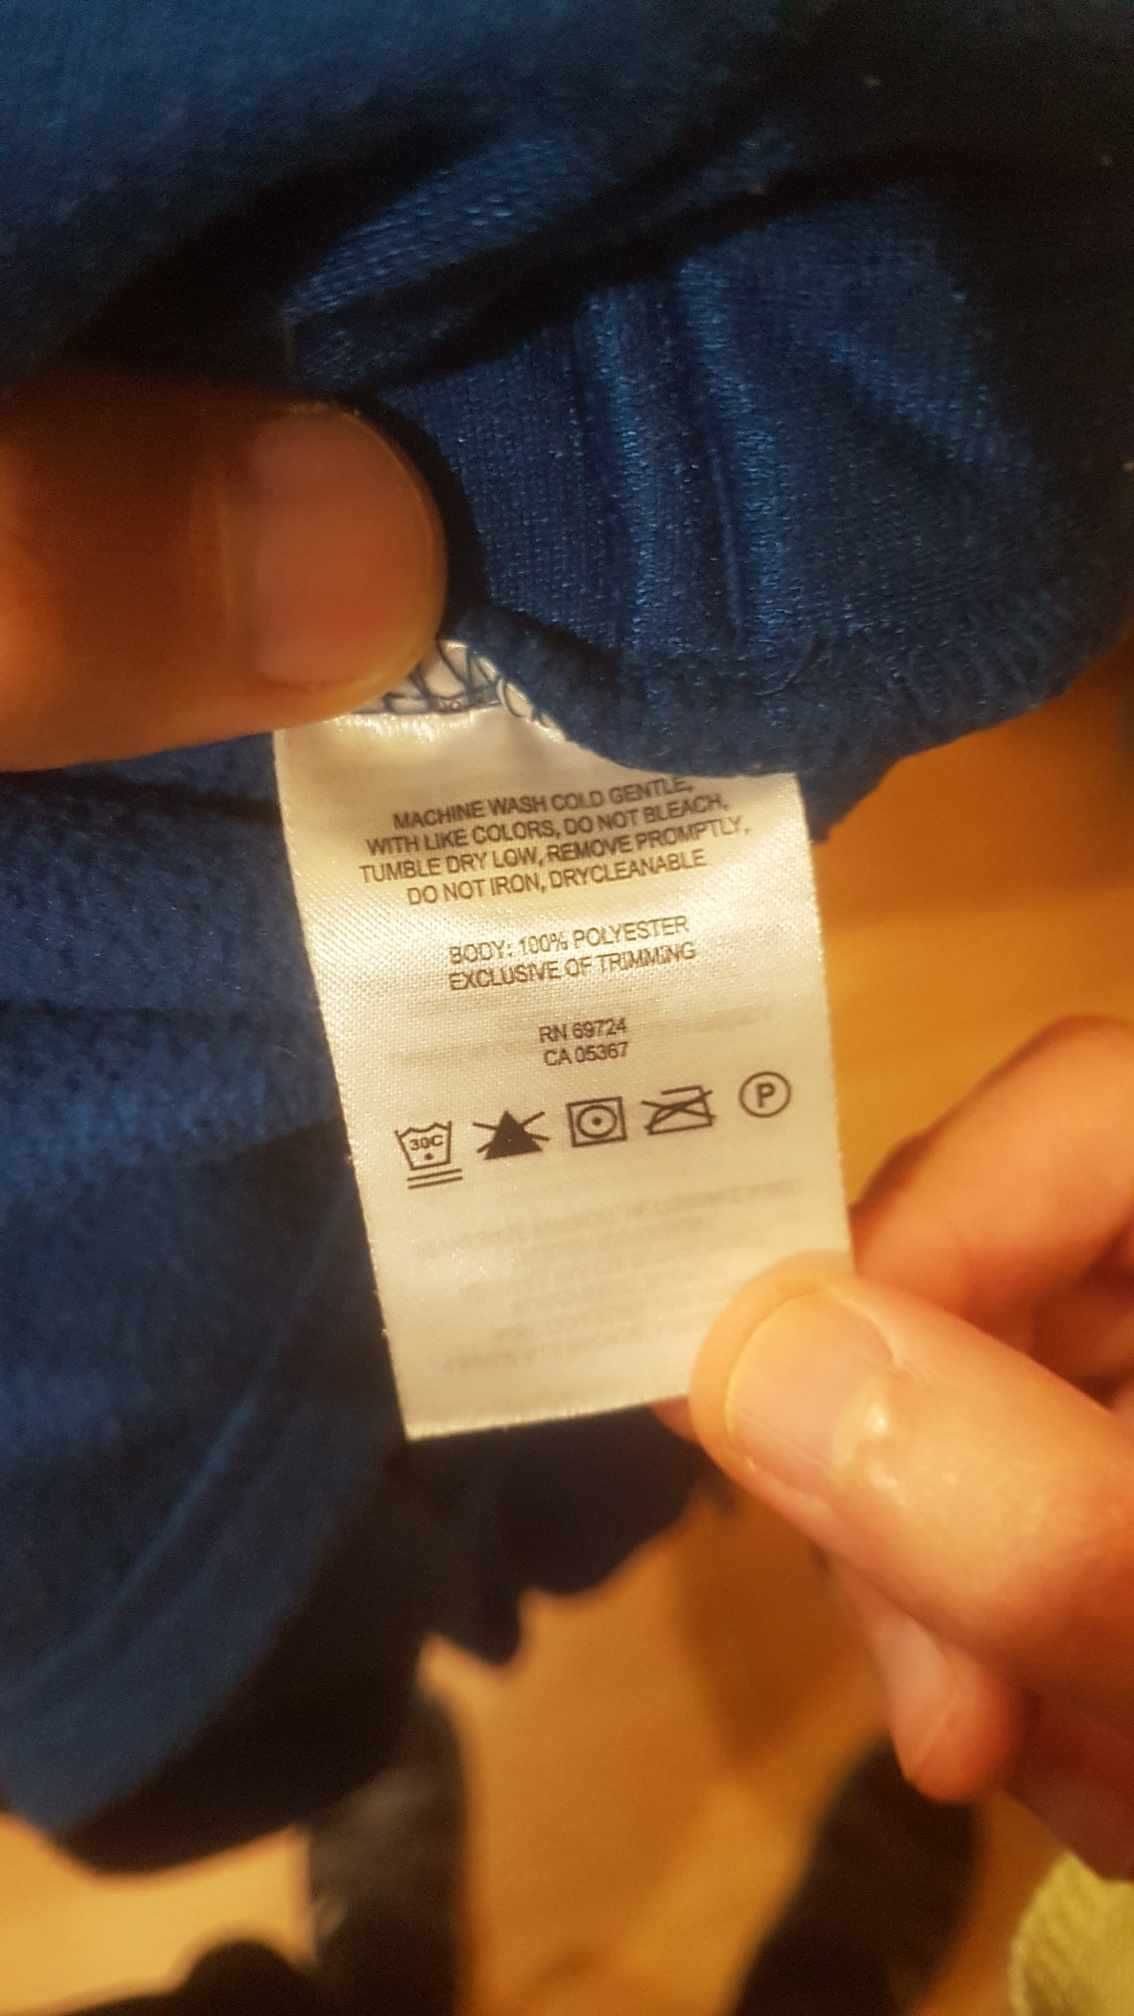 MACHINE WASH COLD GENTLE,
WITH LIKE COLORS, DO NOT BLEACH,
TUMBLE DRY LOW, REMOVE PROMPTLY,
DO NOT IRON, DRYCLEANABLE
BODY: 100% POLYESTER
EXCLUSIVE OF TRIMMING
RN 69724
CA 05367
30C
P